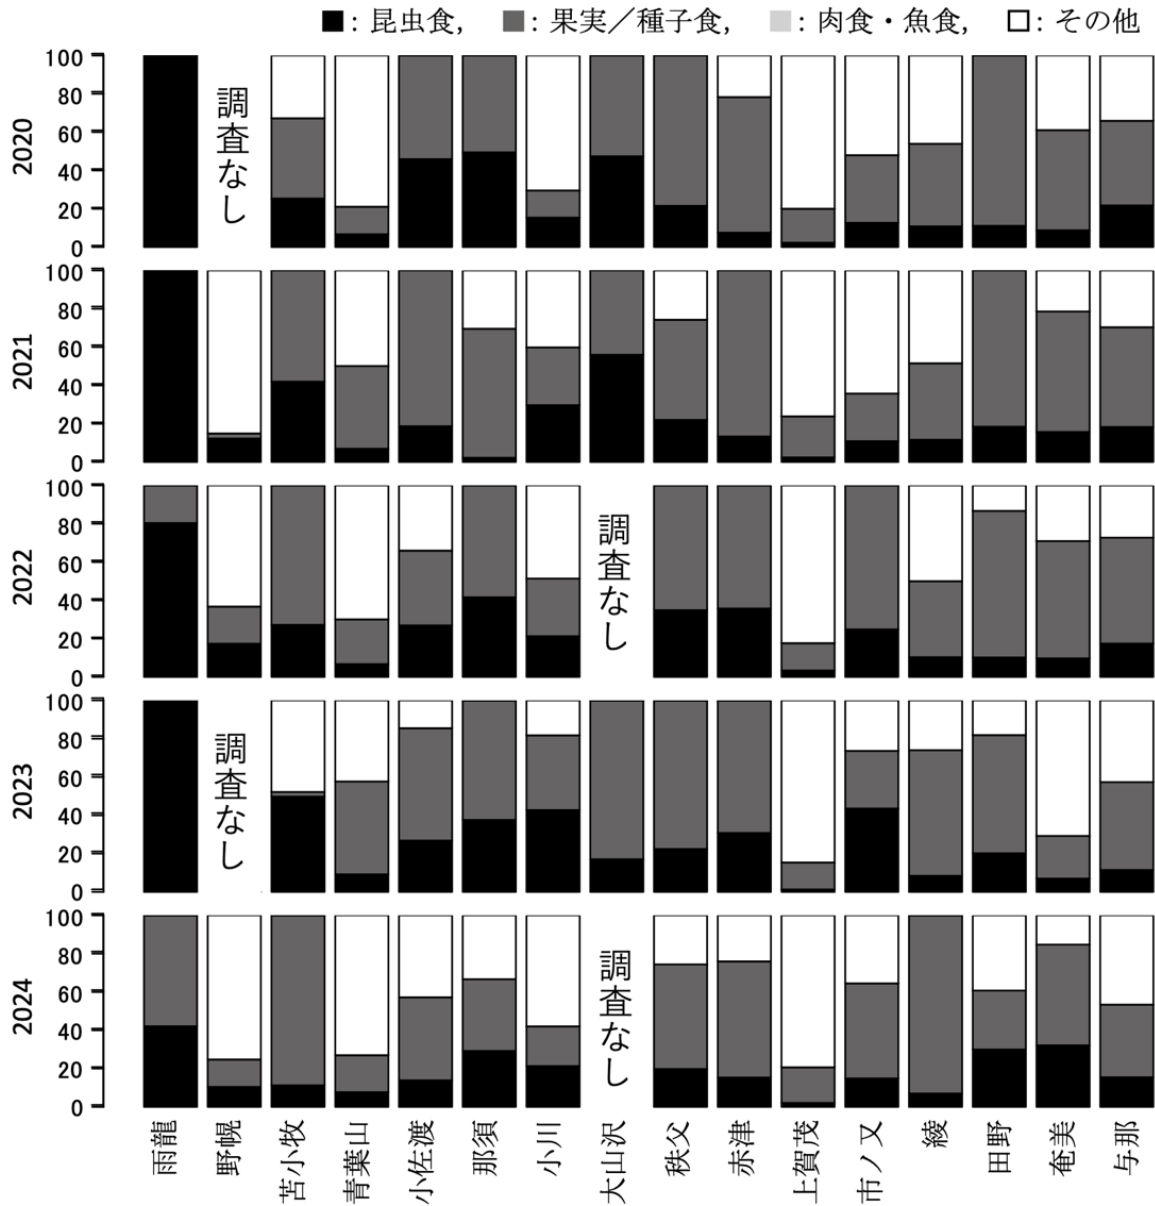 ■: 昆虫食, ■: 果実／種子食, ■: 肉食・魚食, □: その他
2020
100
80
60
40
20
0
調査なし
2021
100
80
60
40
20
0
2022
100
80
60
40
20
0
調査なし
2023
100
80
60
40
20
0
調査なし
2024
100
80
60
40
20
0
調査なし
雨龍
野幌
苫小牧
青葉山
小佐渡
那須
小川
大山沢
秩父
赤津
上賀茂
市ノ又
綾
田野
奄美
与那